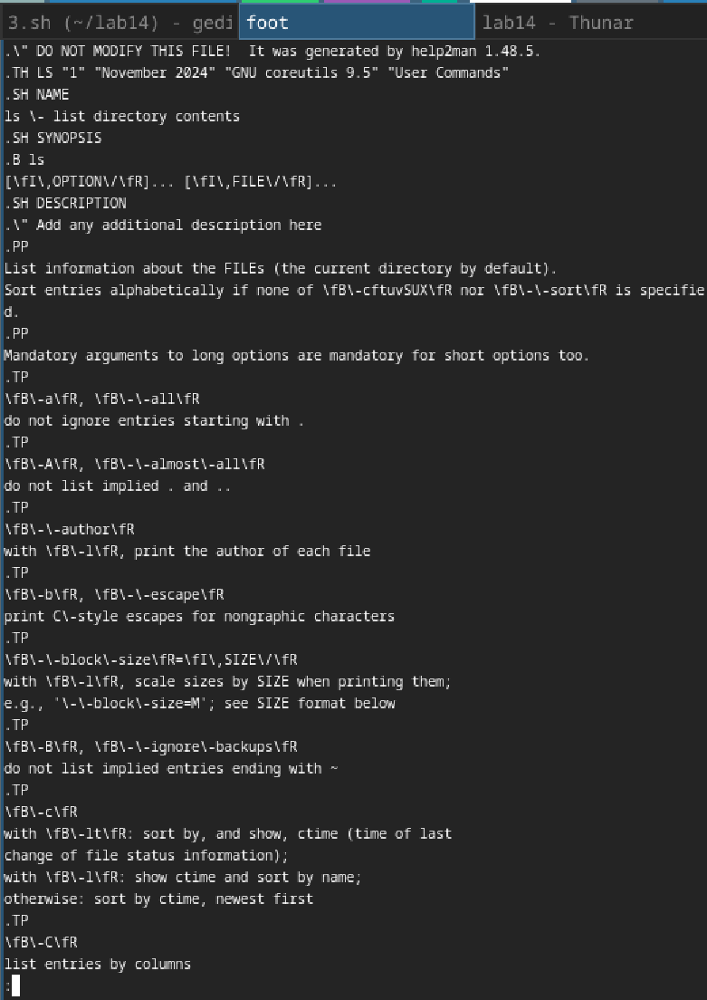 3.sh (~/lab14) - gedi foot lab14 - Thunar
.\" DO NOT MODIFY THIS FILE!  It was generated by help2man 1.48.5.
.TH LS "1" "November 2024" "GNU coreutils 9.5" "User Commands"
.SH NAME
ls \- list directory contents
.SH SYNOPSIS
.B ls
[\fI\,OPTION\/\fR]... [\fI\,FILE\/\fR]...
.SH DESCRIPTION
.\" Add any additional description here
.PP
List information about the FILEs (the current directory by default).
Sort entries alphabetically if none of \fB\-cftuvSUX\fR nor \fB\-\-sort\fR is specifie
d.
.PP
Mandatory arguments to long options are mandatory for short options too.
.TP
\fB\-a\fR, \fB\-\-all\fR
do not ignore entries starting with .
.TP
\fB\-A\fR, \fB\-\-almost\-all\fR
do not list implied . and ..
.TP
\fB\-\-author\fR
with \fB\-l\fR, print the author of each file
.TP
\fB\-b\fR, \fB\-\-escape\fR
print C\-style escapes for nongraphic characters
.TP
\fB\-\-block\-size\fR=\fI\,SIZE\/\fR
with \fB\-l\fR, scale sizes by SIZE when printing them;
e.g., '\-\-block\-size=M'; see SIZE format below
.TP
\fB\-B\fR, \fB\-\-ignore\-backups\fR
do not list implied entries ending with ~
.TP
\fB\-c\fR
with \fB\-lt\fR: sort by, and show, ctime (time of last
change of file status information);
with \fB\-l\fR: show ctime and sort by name;
otherwise: sort by ctime, newest first
.TP
\fB\-C\fR
list entries by columns
: